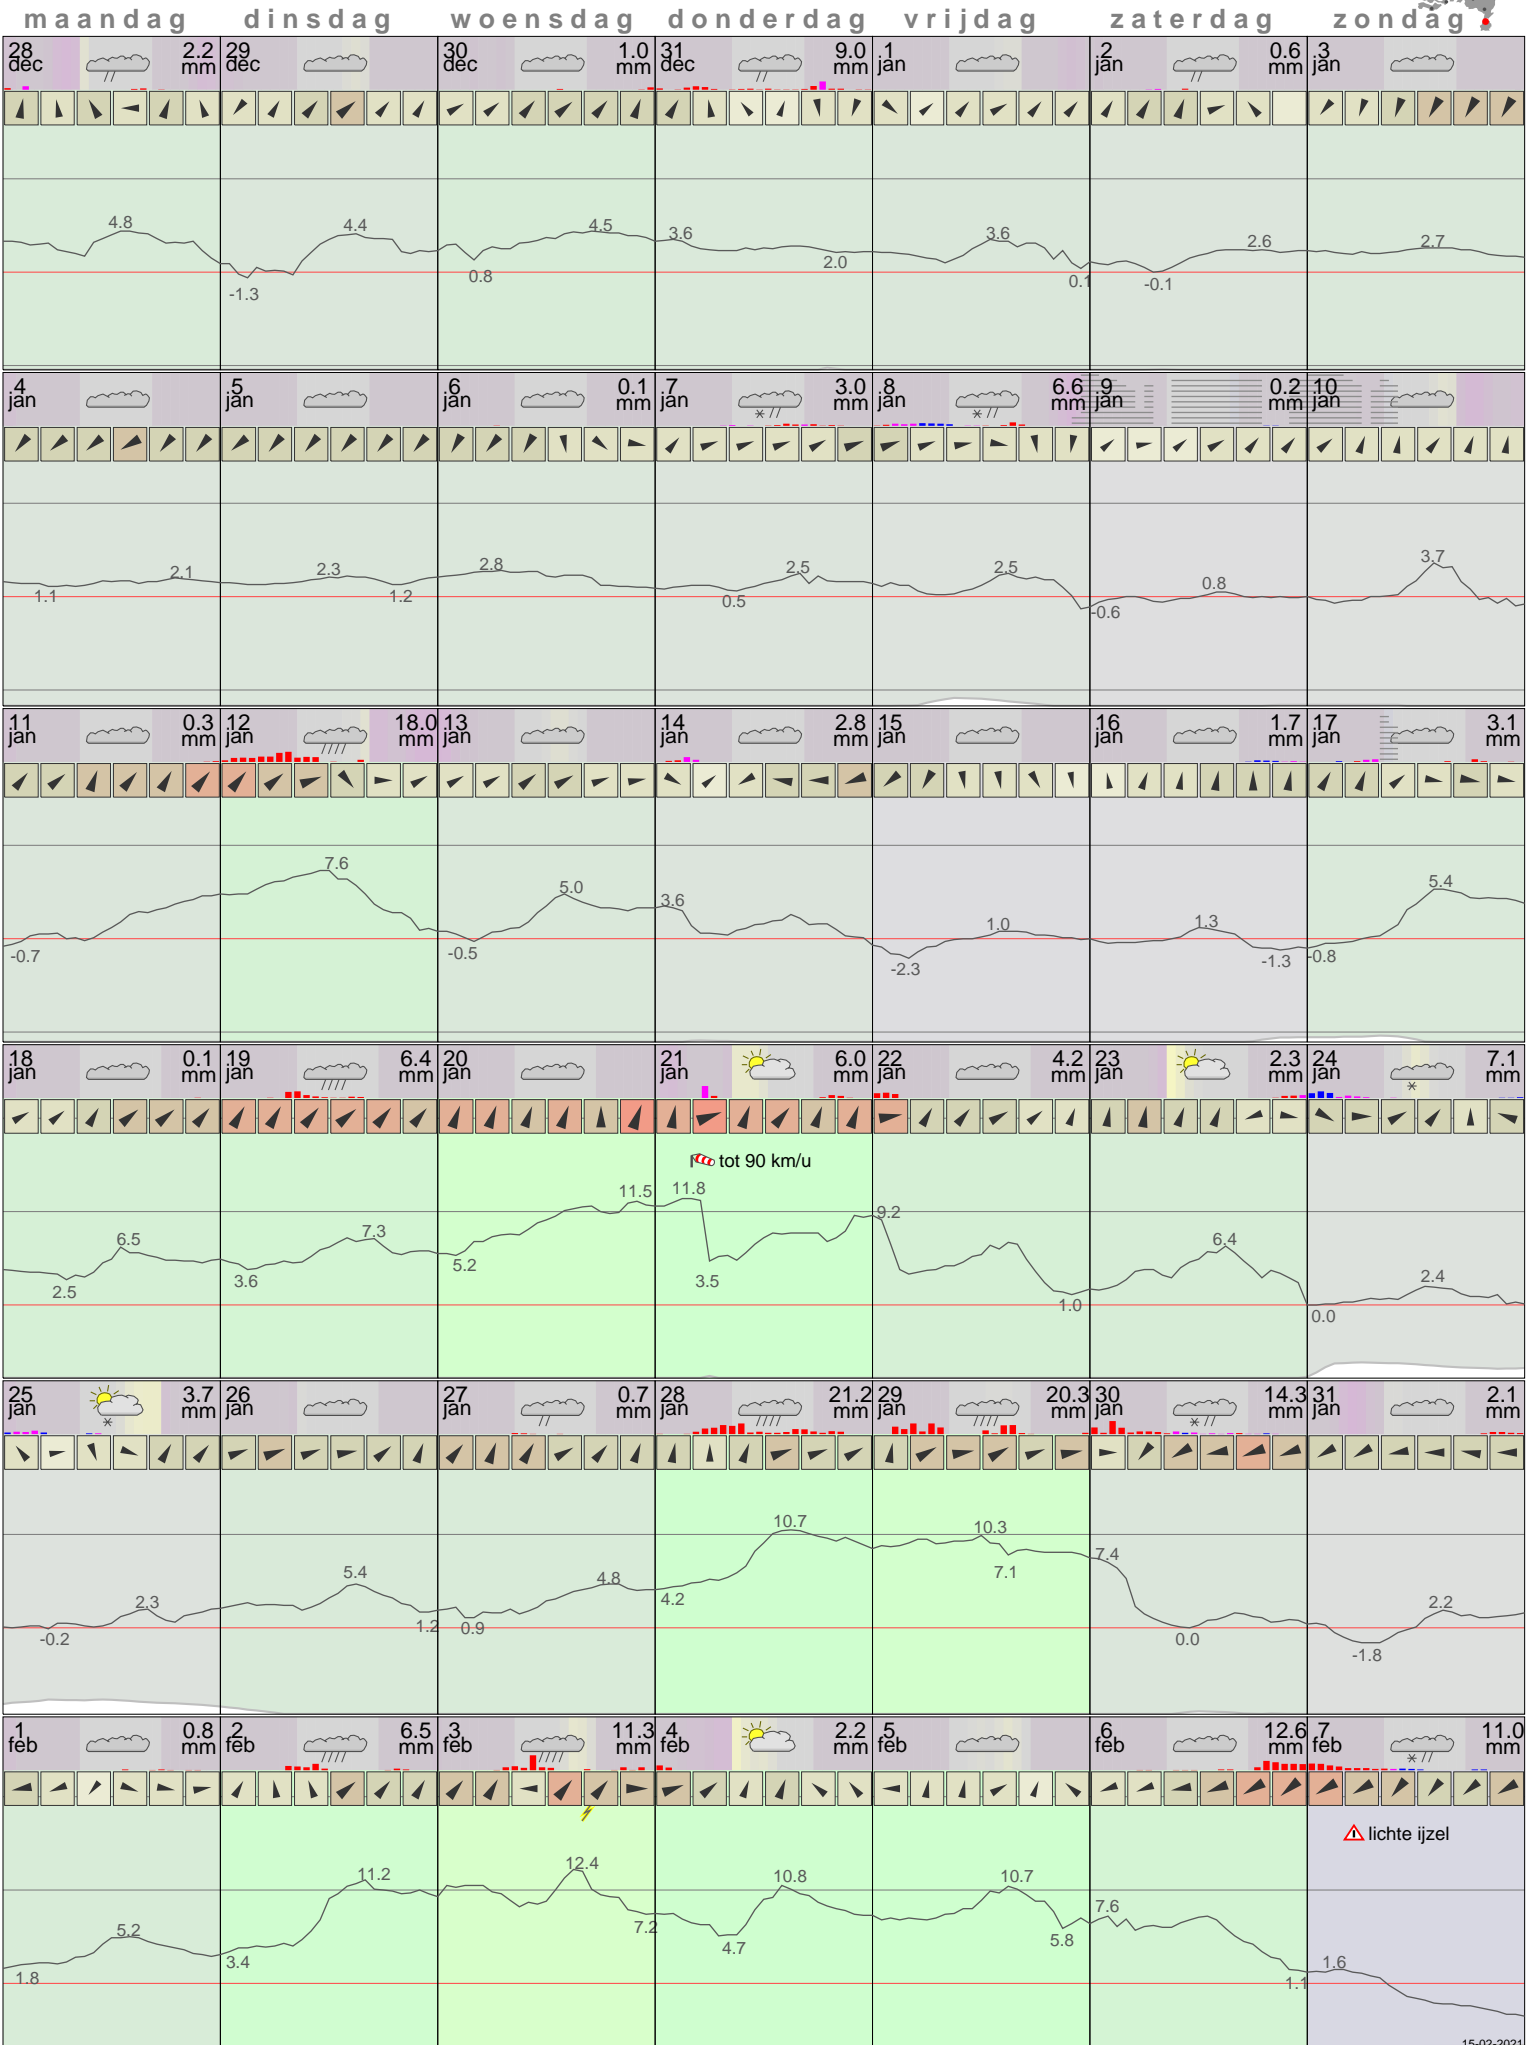 maandag dinsdag woensdag donderdag vrijdag zaterdag zondag
28 dec 2.2 mm 29 dec 30 dec 1.0 mm 31 dec 9.0 mm 1 jan 2 jan 0.6 mm 3 jan
4.8 -1.3 4.4 0.8 4.5 3.6 2.0 3.6 0.1 -0.1 2.6 2.7
4 jan 5 jan 6 jan 0.1 mm 7 jan 3.0 mm 8 jan 6.6 mm 9 jan 0.2 mm 10 jan
1.1 2.1 2.3 1.2 2.8 0.5 2.5 2.5 -0.6 0.8 3.7
11 jan 0.3 mm 12 jan 18.0 mm 13 jan 14 jan 2.8 mm 15 jan 16 jan 1.7 mm 17 jan 3.1 mm
-0.7 7.6 -0.5 5.0 3.6 -2.3 1.0 1.3 -1.3 -0.8 5.4
18 jan 0.1 mm 19 jan 6.4 mm 20 jan 21 jan 6.0 mm 22 jan 4.2 mm 23 jan 2.3 mm 24 jan 7.1 mm
tot 90 km/u
2.5 6.5 3.6 7.3 5.2 11.5 11.8 3.5 9.2 1.0 6.4 0.0 2.4
25 jan 3.7 mm 26 jan 27 jan 0.7 mm 28 jan 21.2 mm 29 jan 20.3 mm 30 jan 14.3 mm 31 jan 2.1 mm
-0.2 2.3 5.4 1.2 0.9 4.8 4.2 10.7 10.3 7.1 7.4 0.0 -1.8 2.2
1 feb 0.8 mm 2 feb 6.5 mm 3 feb 11.3 mm 4 feb 2.2 mm 5 feb 6 feb 12.6 mm 7 feb 11.0 mm
lichte ijzel
1.8 5.2 3.4 11.2 12.4 7.2 4.7 10.8 10.7 5.8 7.6 1.1 1.6
15-02-2021